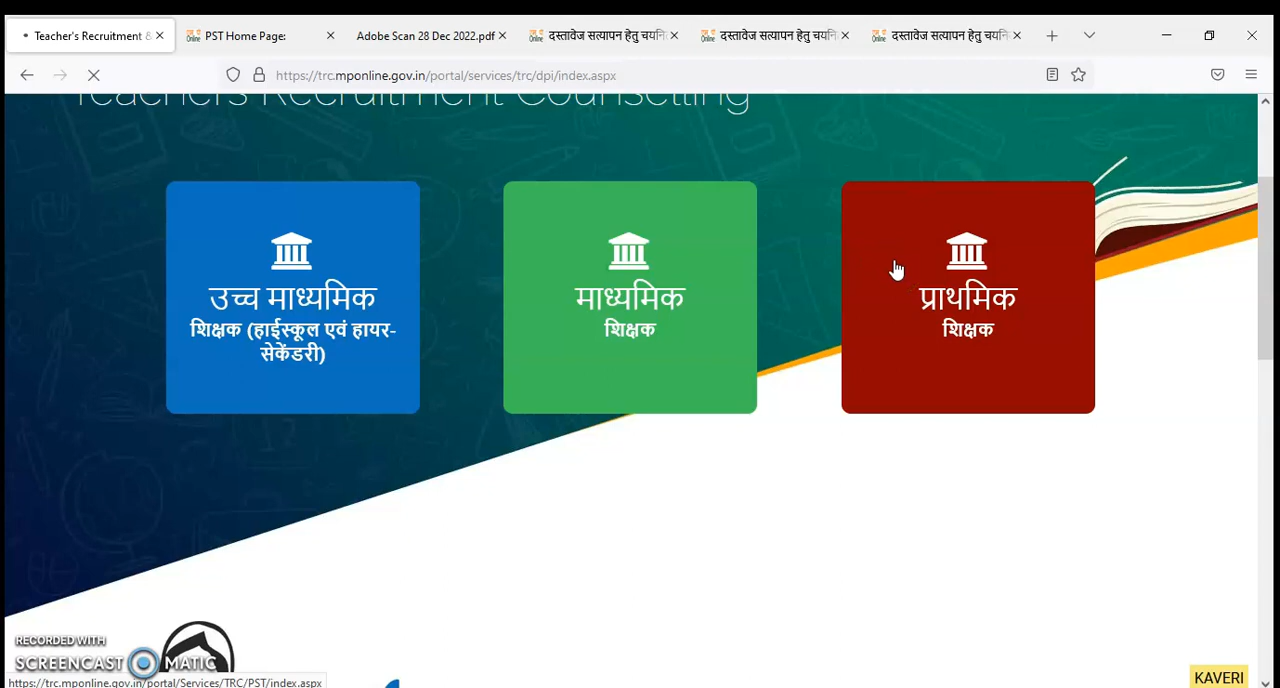 Teacher's Recruitment &
PST Home Page:
Adobe Scan 28 Dec 2022.pdf
दस्तावेज सत्यापन हेतु चयनि
दस्तावेज सत्यापन हेतु चयनि
दस्तावेज सत्यापन हेतु चयनि
https://trc.mponline.gov.in/portal/services/trc/dpi/index.aspx
Teacher's Recruitment Counselling
उच्च माध्यमिक
शिक्षक (हाईस्कूल एवं हायर-
सेकेंडरी)
माध्यमिक
शिक्षक
प्राथमिक
शिक्षक
RECORDED WITH
SCREENCAST MATIC
https://trc.mponline.gov.in/portal/Services/TRC/PST/index.aspx
KAVERI